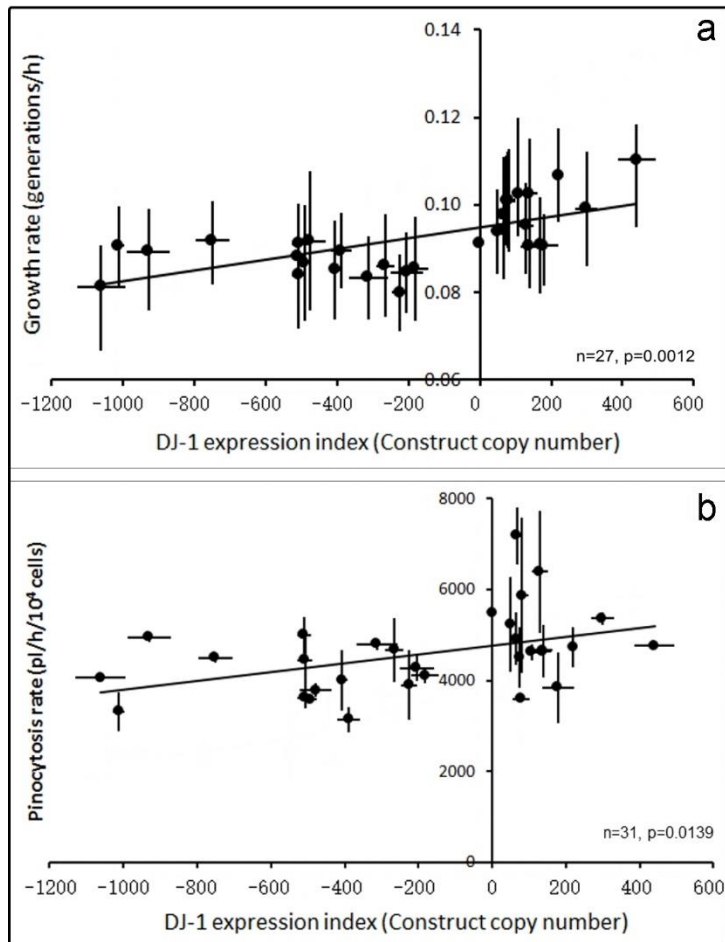 a
0.14
0.12
0.10
0.08
0.06
Growth rate (generations/h)
n=27, p=0.0012
-1200 -1000 -800 -600 -400 -200 0 200 400 600
DJ-1 expression index (Construct copy number)
b
8000
6000
4000
2000
0
Pinocytosis rate (pl/h/10⁴ cells)
n=31, p=0.0139
-1200 -1000 -800 -600 -400 -200 0 200 400 600
DJ-1 expression index (Construct copy number)